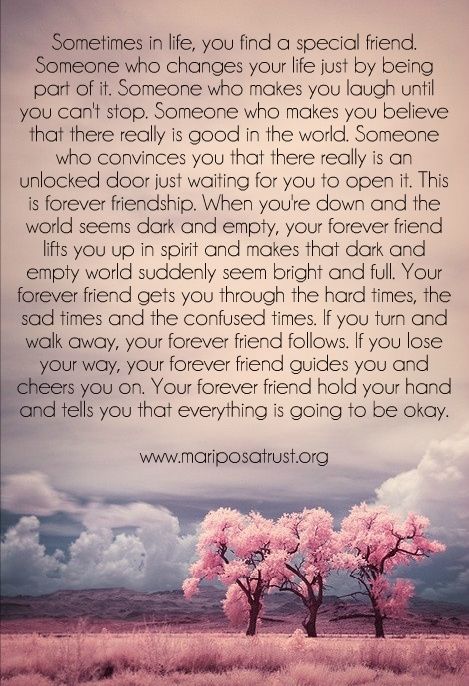 Sometimes in life, you find a special friend.
Someone who changes your life just by being
part of it. Someone who makes you laugh until
you can't stop. Someone who makes you believe
that there really is good in the world. Someone
who convinces you that there really is an
unlocked door just waiting for you to open it. This
is forever friendship. When you're down and the
world seems dark and empty, your forever friend
lifts you up in spirit and makes that dark and
empty world suddenly seem bright and full. Your
forever friend gets you through the hard times, the
sad times and the confused times. If you turn and
walk away, your forever friend follows. If you lose
your way, your forever friend guides you and
cheers you on. Your forever friend hold your hand
and tells you that everything is going to be okay.
www.mariposatrust.org